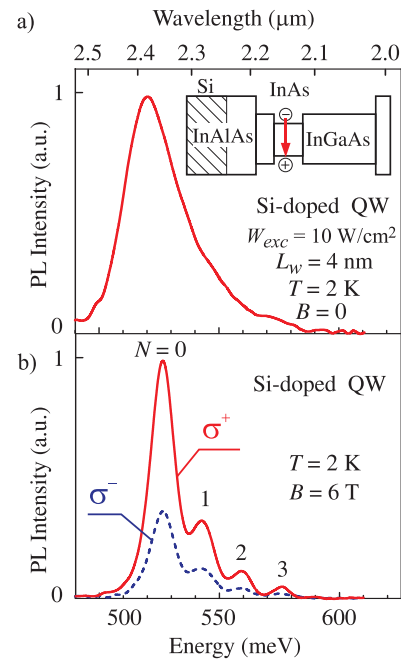 Wavelength (μm)
a)
2.5 2.4 2.3 2.2 2.1 2.0
PL Intensity (a.u.)
1
0
Si
InAs
InAlAs
InGaAs
−
+
Si-doped QW
W_exc = 10 W/cm²
L_w = 4 nm
T = 2 K
B = 0
b)
PL Intensity (a.u.)
1
0
N = 0
Si-doped QW
σ⁺
σ⁻
T = 2 K
B = 6 T
1
2
3
500 550 600
Energy (meV)